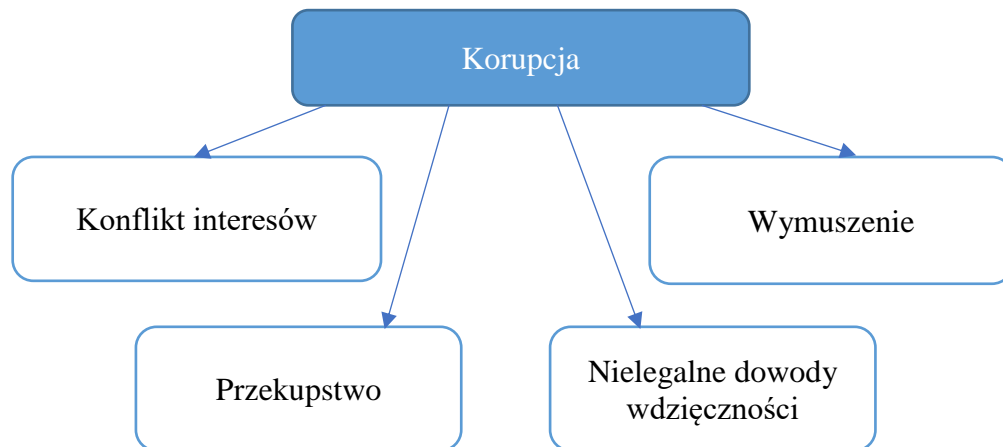 Korupcja
Konflikt interesów
Wymuszenie
Przekupstwo
Nielegalne dowody
wdzięczności